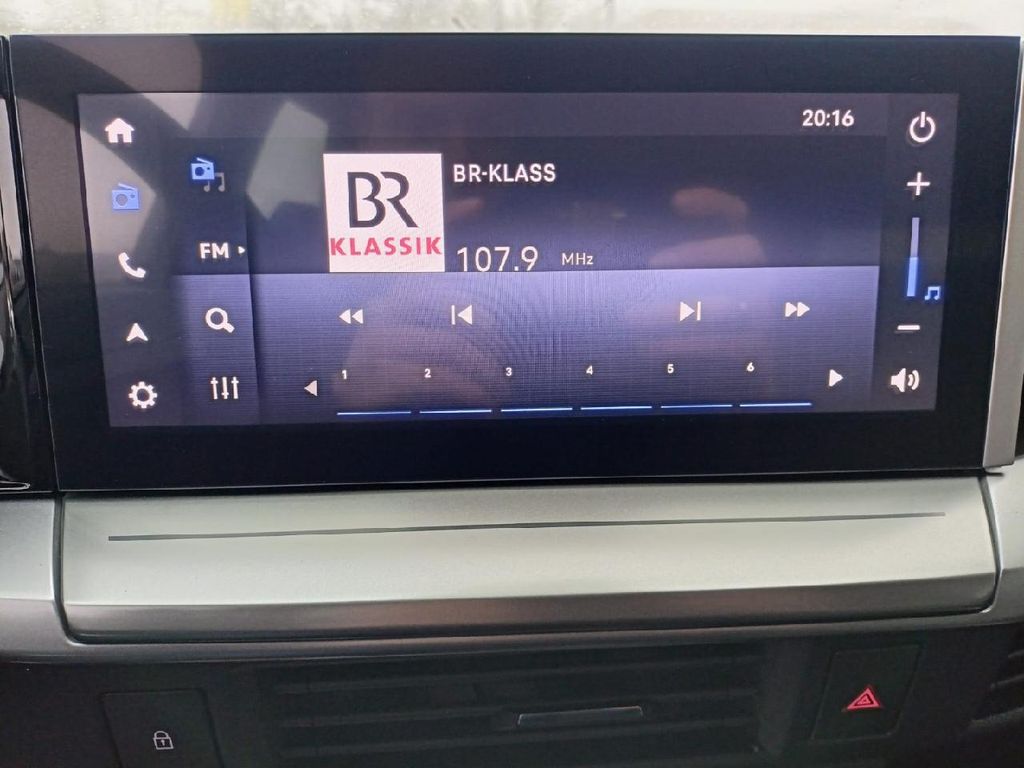 20:16
BR-KLASS
BR
KLASSIK
FM
107.9 MHz
1 2 3 4 5 6